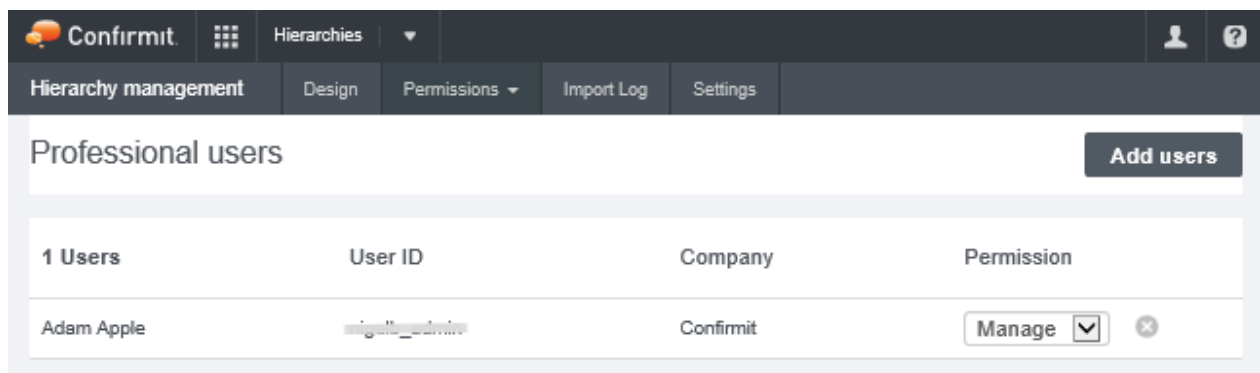 Confirmit. Hierarchies
Hierarchy management Design Permissions Import Log Settings
Professional users Add users
1 Users User ID Company Permission
Adam Apple Confirmit Manage